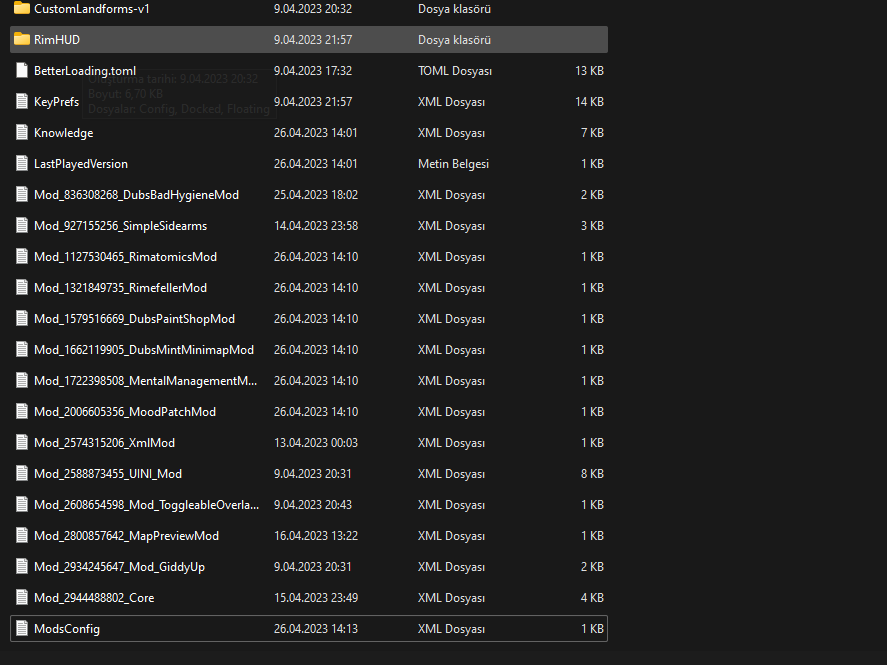 CustomLandforms-v1 9.04.2023 20:32 Dosya klasörü
RimHUD 9.04.2023 21:57 Dosya klasörü
BetterLoading.toml 9.04.2023 17:32 TOML Dosyası 13 KB
Oluşturma tarihi: 9.04.2023 20:32
Boyut: 6,70 KB
KeyPrefs 9.04.2023 21:57 XML Dosyası 14 KB
Dosyalar: Config, Docked, Floating
Knowledge 26.04.2023 14:01 XML Dosyası 7 KB
LastPlayedVersion 26.04.2023 14:01 Metin Belgesi 1 KB
Mod_836308268_DubsBadHygieneMod 25.04.2023 18:02 XML Dosyası 2 KB
Mod_927155256_SimpleSidearms 14.04.2023 23:58 XML Dosyası 3 KB
Mod_1127530465_RimatomicsMod 26.04.2023 14:10 XML Dosyası 1 KB
Mod_1321849735_RimefellerMod 26.04.2023 14:10 XML Dosyası 1 KB
Mod_1579516669_DubsPaintShopMod 26.04.2023 14:10 XML Dosyası 1 KB
Mod_1662119905_DubsMintMinimapMod 26.04.2023 14:10 XML Dosyası 1 KB
Mod_1722398508_MentalManagementM... 26.04.2023 14:10 XML Dosyası 1 KB
Mod_2006605356_MoodPatchMod 26.04.2023 14:10 XML Dosyası 1 KB
Mod_2574315206_XmlMod 13.04.2023 00:03 XML Dosyası 1 KB
Mod_2588873455_UINI_Mod 9.04.2023 20:31 XML Dosyası 8 KB
Mod_2608654598_Mod_ToggleableOverla... 9.04.2023 20:43 XML Dosyası 1 KB
Mod_2800857642_MapPreviewMod 16.04.2023 13:22 XML Dosyası 1 KB
Mod_2934245647_Mod_GiddyUp 9.04.2023 20:31 XML Dosyası 2 KB
Mod_2944488802_Core 15.04.2023 23:49 XML Dosyası 4 KB
ModsConfig 26.04.2023 14:13 XML Dosyası 1 KB